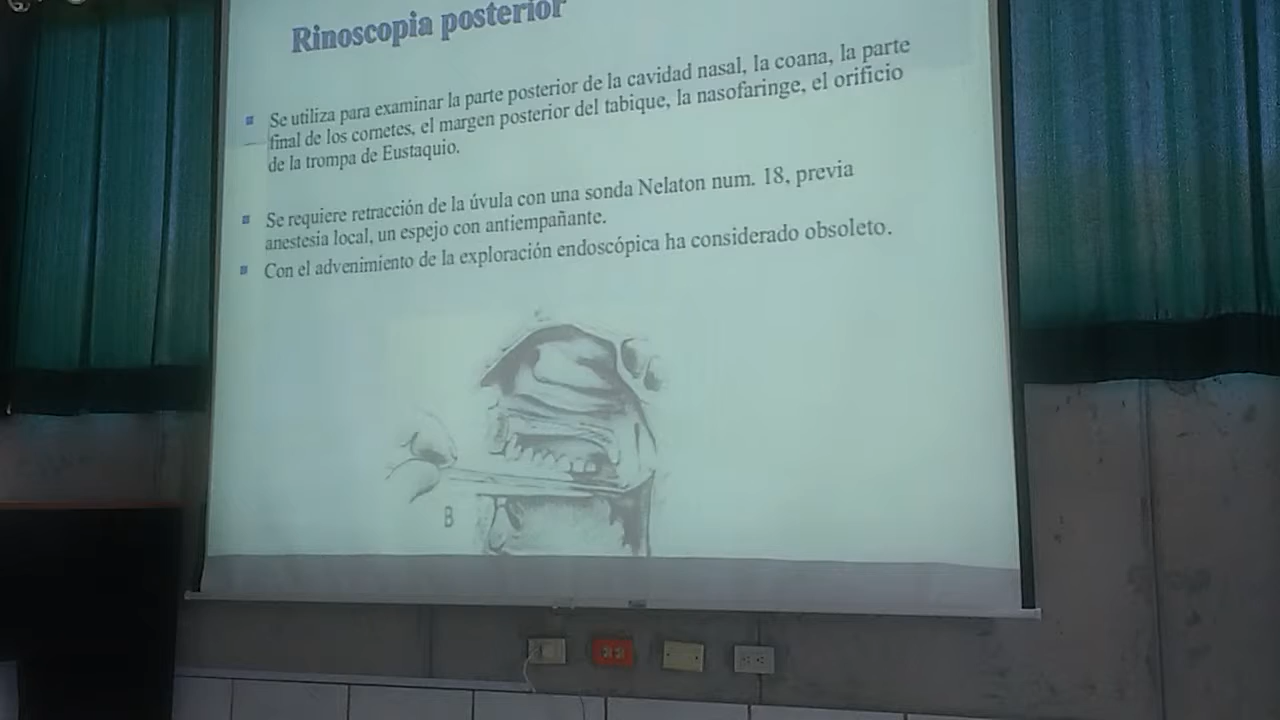 Rinoscopia posterior
Se utiliza para examinar la parte posterior de la cavidad nasal, la coana, la parte
final de los cornetes, el margen posterior del tabique, la nasofaringe, el orificio
de la trompa de Eustaquio.
Se requiere retracción de la úvula con una sonda Nelaton num. 18, previa
anestesia local, un espejo con antiempañante.
Con el advenimiento de la exploración endoscópica ha considerado obsoleto.
B